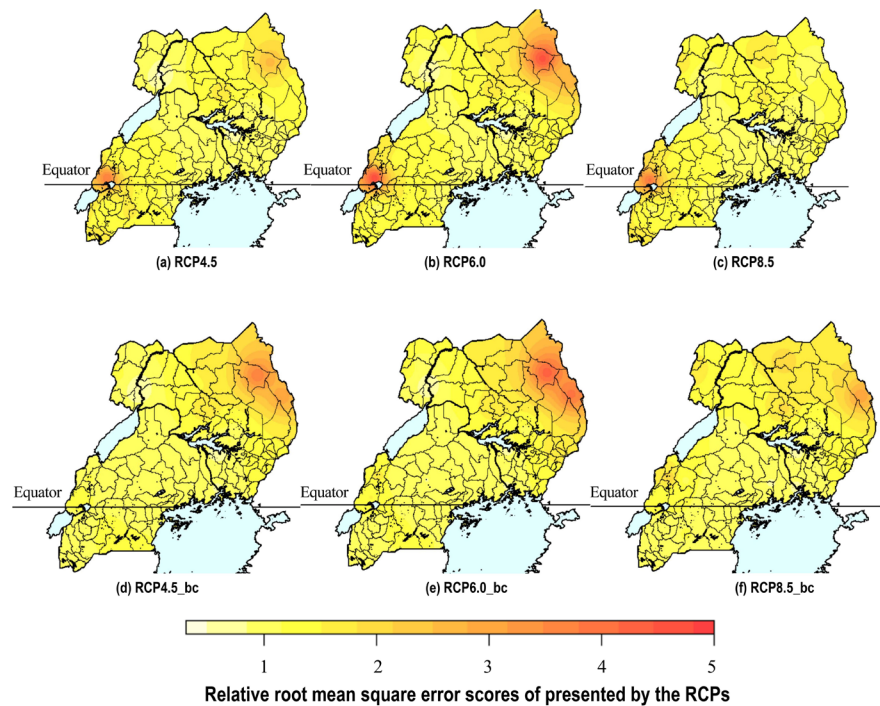 Equator
Equator
Equator
(a) RCP4.5
(b) RCP6.0
(c) RCP8.5
Equator
Equator
Equator
(d) RCP4.5_bc
(e) RCP6.0_bc
(f) RCP8.5_bc
1 2 3 4 5
Relative root mean square error scores of presented by the RCPs